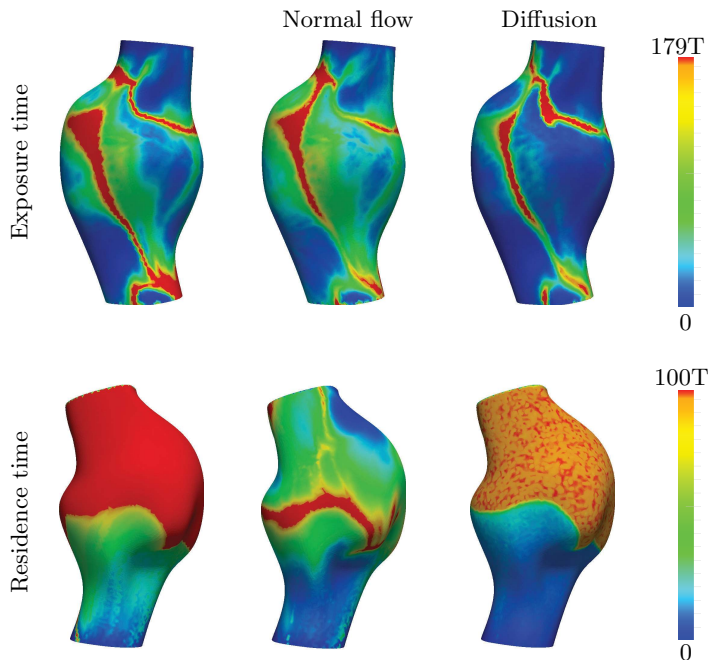 Normal flow
Diffusion
179T
Exposure time
0
100T
Residence time
0